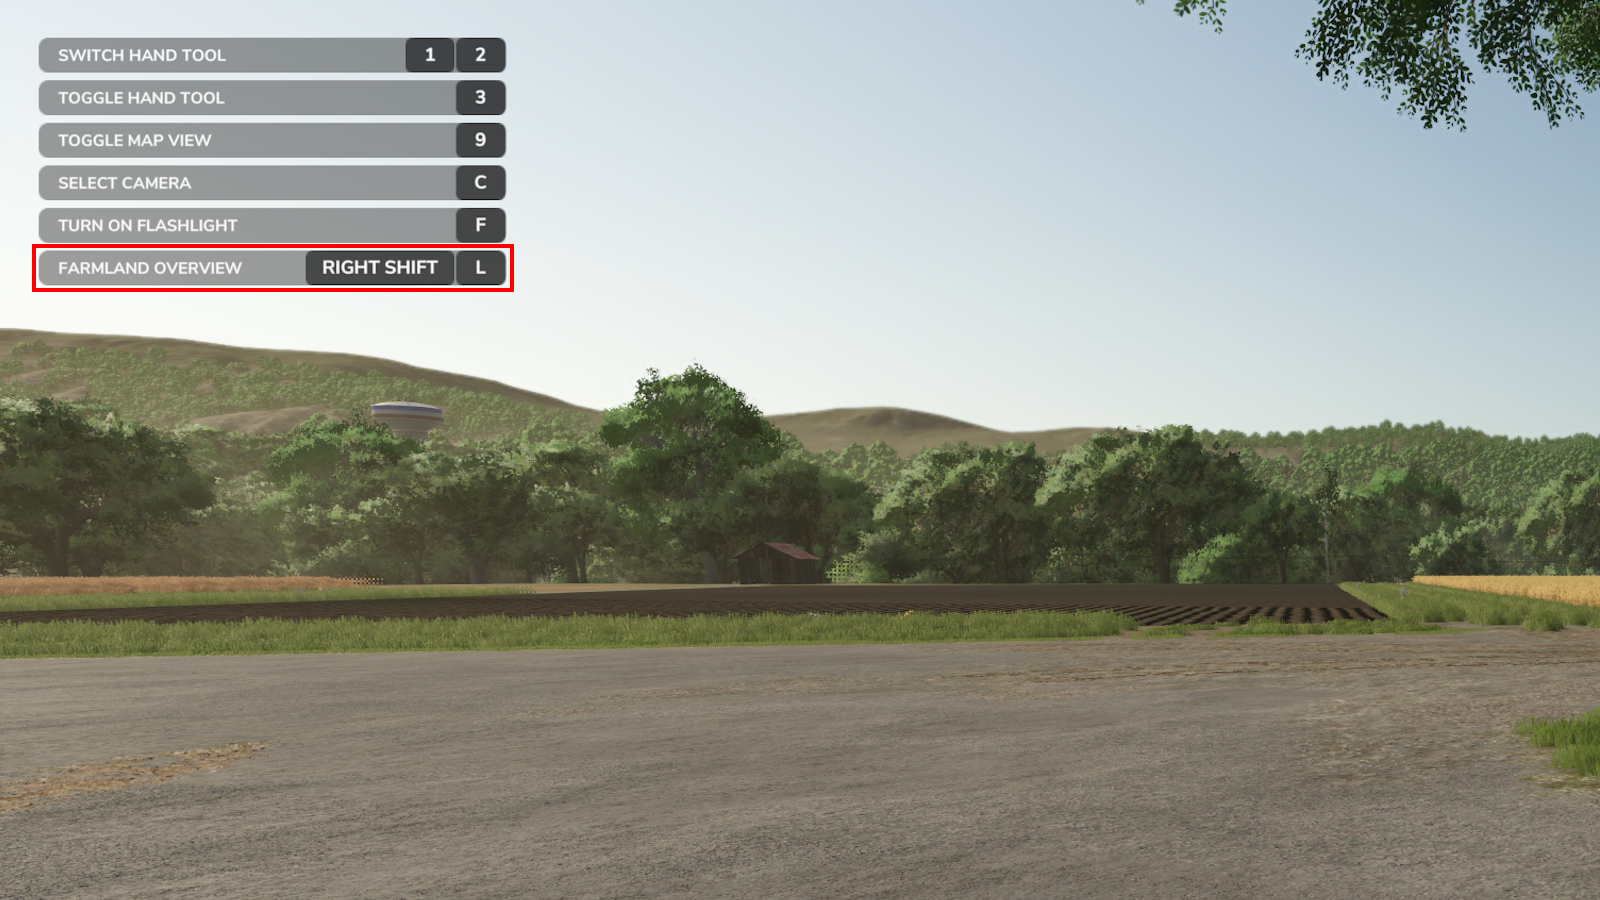 SWITCH HAND TOOL 1 2
TOGGLE HAND TOOL 3
TOGGLE MAP VIEW 9
SELECT CAMERA C
TURN ON FLASHLIGHT F
FARMLAND OVERVIEW RIGHT SHIFT L